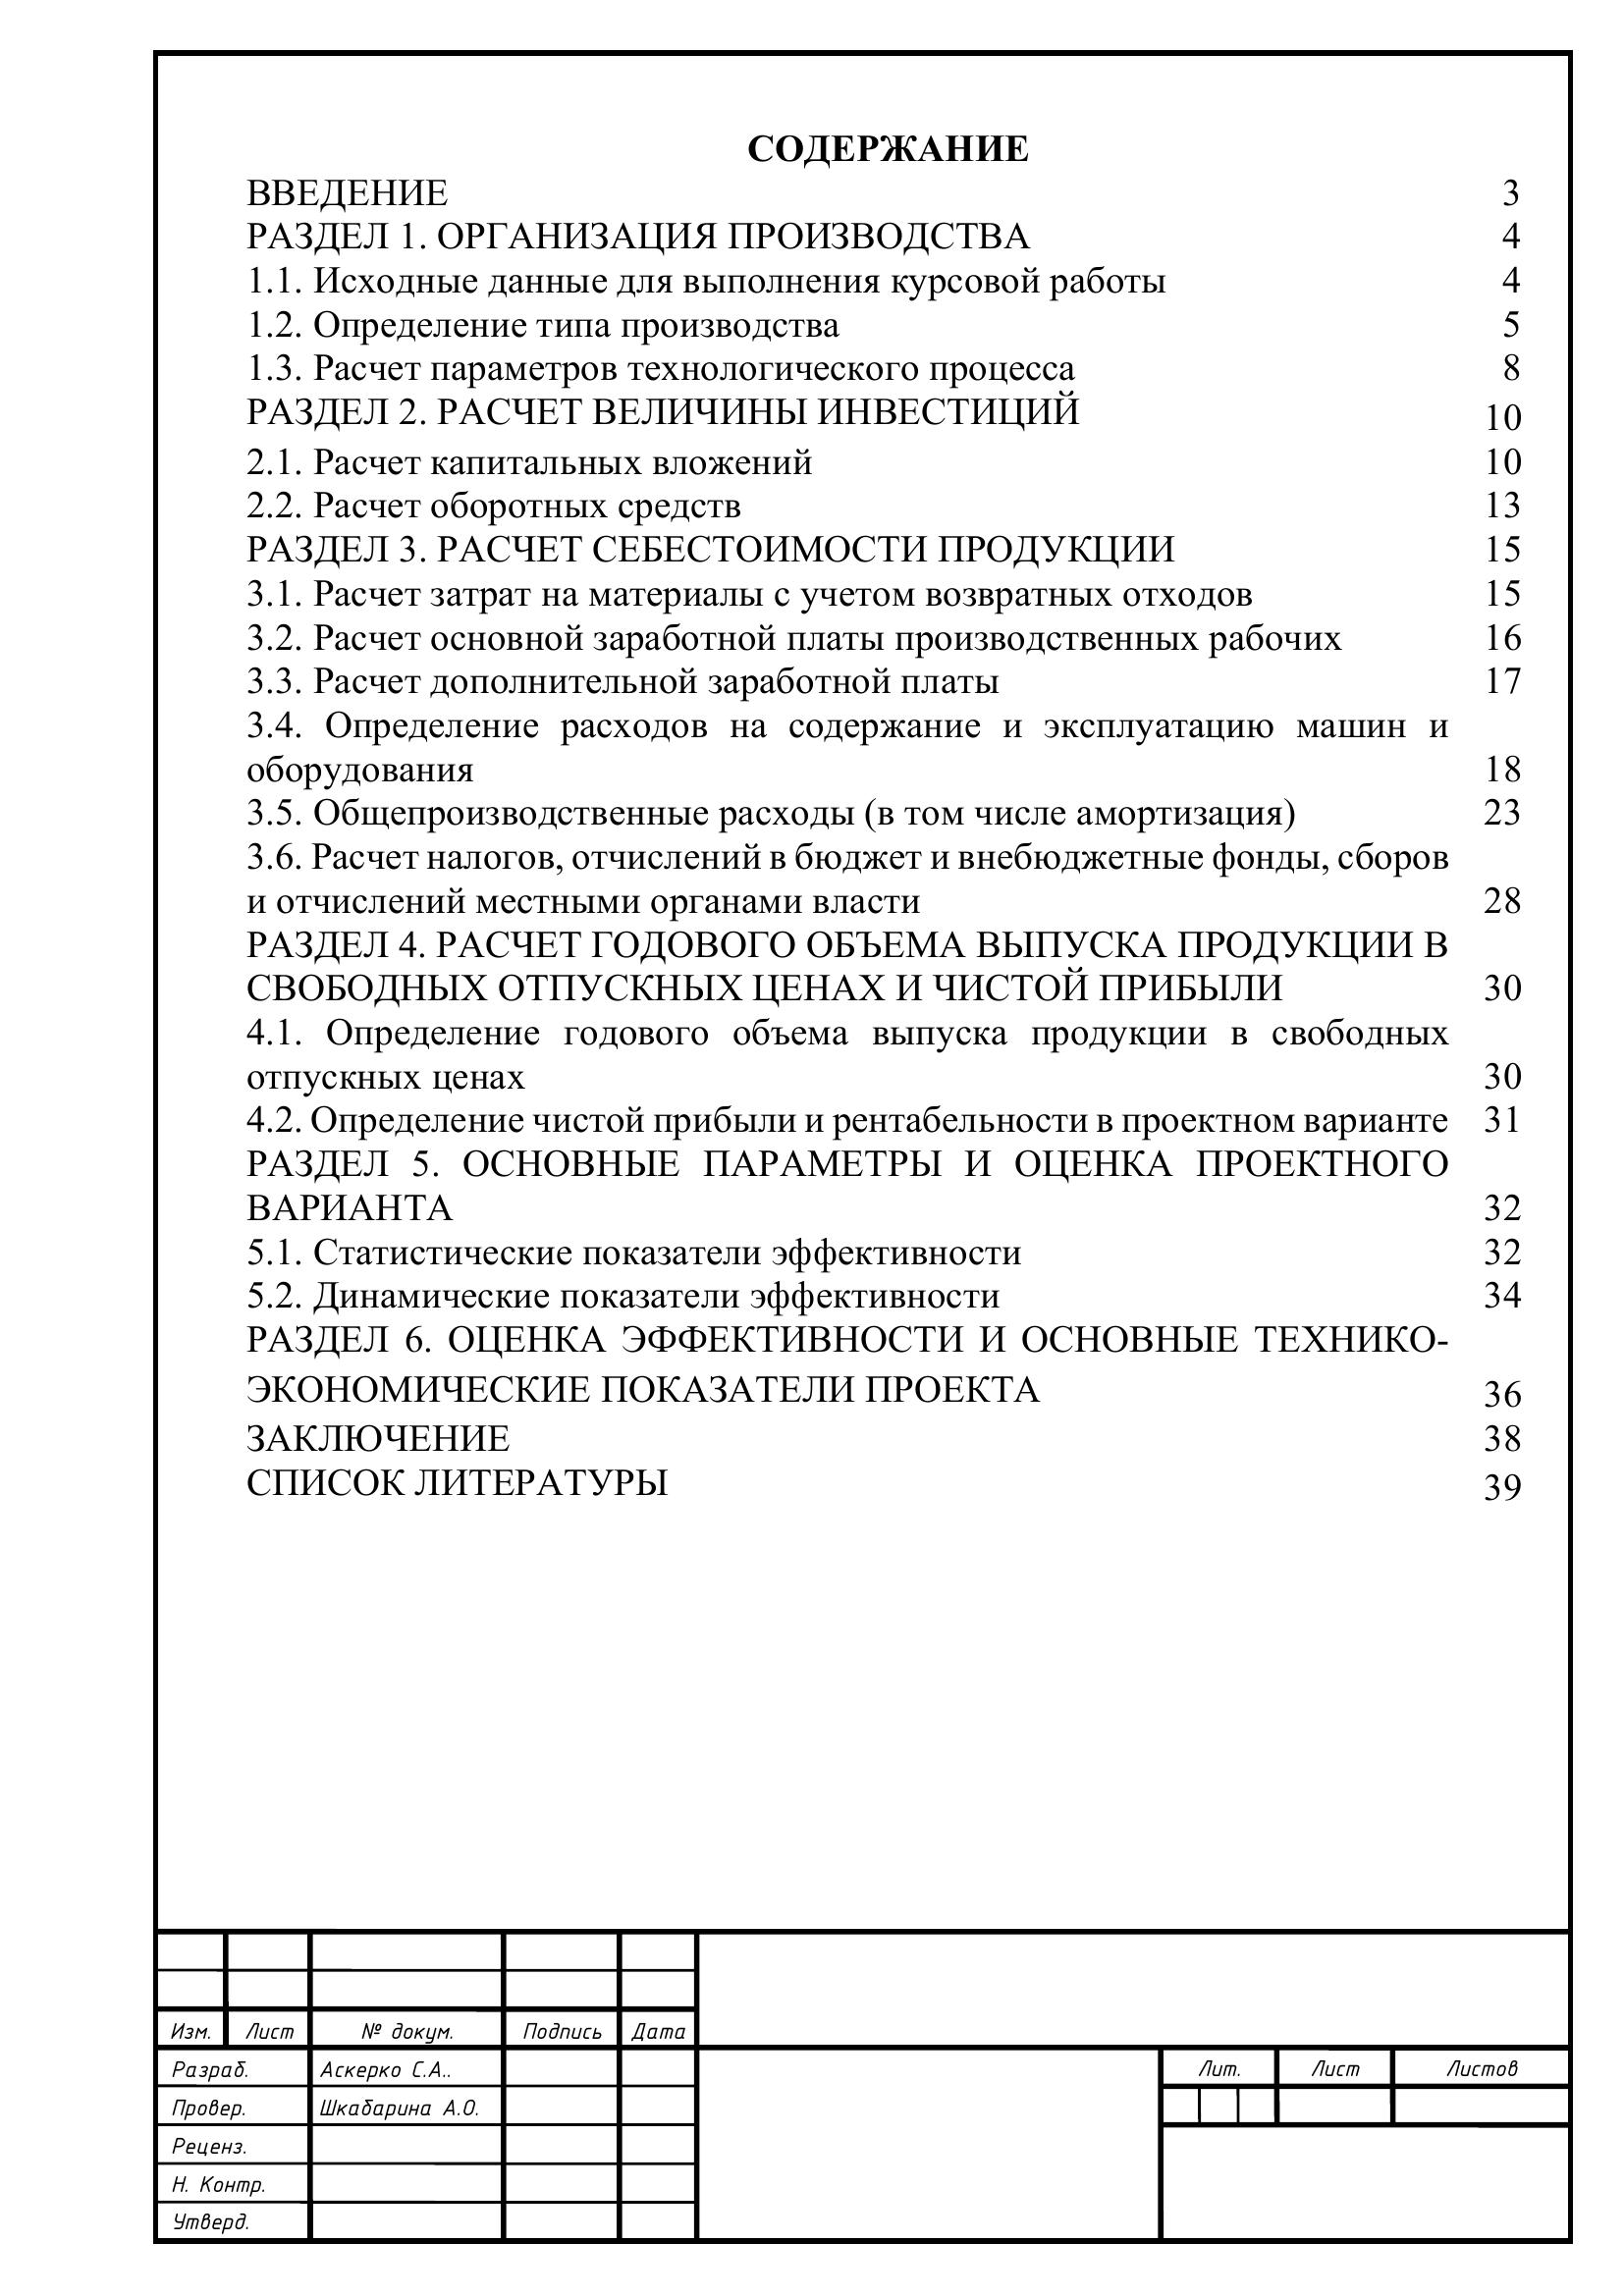 СОДЕРЖАНИЕ
ВВЕДЕНИЕ 3
РАЗДЕЛ 1. ОРГАНИЗАЦИЯ ПРОИЗВОДСТВА 4
1.1. Исходные данные для выполнения курсовой работы 4
1.2. Определение типа производства 5
1.3. Расчет параметров технологического процесса 8
РАЗДЕЛ 2. РАСЧЕТ ВЕЛИЧИНЫ ИНВЕСТИЦИЙ 10
2.1. Расчет капитальных вложений 10
2.2. Расчет оборотных средств 13
РАЗДЕЛ 3. РАСЧЕТ СЕБЕСТОИМОСТИ ПРОДУКЦИИ 15
3.1. Расчет затрат на материалы с учетом возвратных отходов 15
3.2. Расчет основной заработной платы производственных рабочих 16
3.3. Расчет дополнительной заработной платы 17
3.4. Определение расходов на содержание и эксплуатацию машин и
оборудования 18
3.5. Общепроизводственные расходы (в том числе амортизация) 23
3.6. Расчет налогов, отчислений в бюджет и внебюджетные фонды, сборов
и отчислений местными органами власти 28
РАЗДЕЛ 4. РАСЧЕТ ГОДОВОГО ОБЪЕМА ВЫПУСКА ПРОДУКЦИИ В
СВОБОДНЫХ ОТПУСКНЫХ ЦЕНАХ И ЧИСТОЙ ПРИБЫЛИ 30
4.1. Определение годового объема выпуска продукции в свободных
отпускных ценах 30
4.2. Определение чистой прибыли и рентабельности в проектном варианте 31
РАЗДЕЛ 5. ОСНОВНЫЕ ПАРАМЕТРЫ И ОЦЕНКА ПРОЕКТНОГО
ВАРИАНТА 32
5.1. Статистические показатели эффективности 32
5.2. Динамические показатели эффективности 34
РАЗДЕЛ 6. ОЦЕНКА ЭФФЕКТИВНОСТИ И ОСНОВНЫЕ ТЕХНИКО-
ЭКОНОМИЧЕСКИЕ ПОКАЗАТЕЛИ ПРОЕКТА 36
ЗАКЛЮЧЕНИЕ 38
СПИСОК ЛИТЕРАТУРЫ 39
Изм. Лист № докум. Подпись Дата
Разраб. Аскерко С.А.. Лит. Лист Листов
Провер. Шкабарина А.О.
Реценз.
Н. Контр.
Утверд.